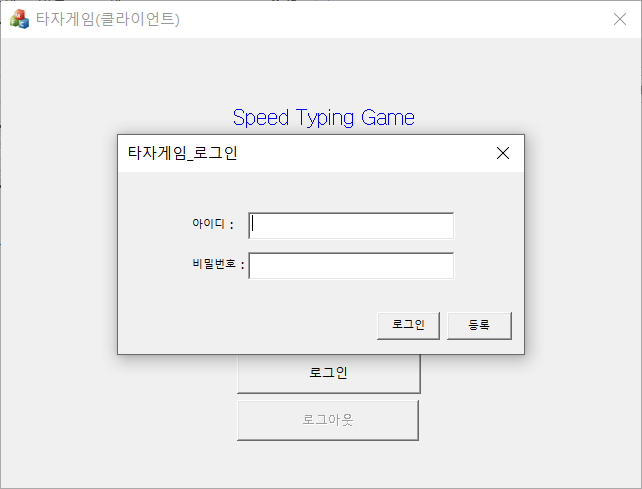 타자게임(클라이언트)
Speed Typing Game
타자게임_로그인
아이디 :
비밀번호 :
로그인
등록
로그인
로그아웃